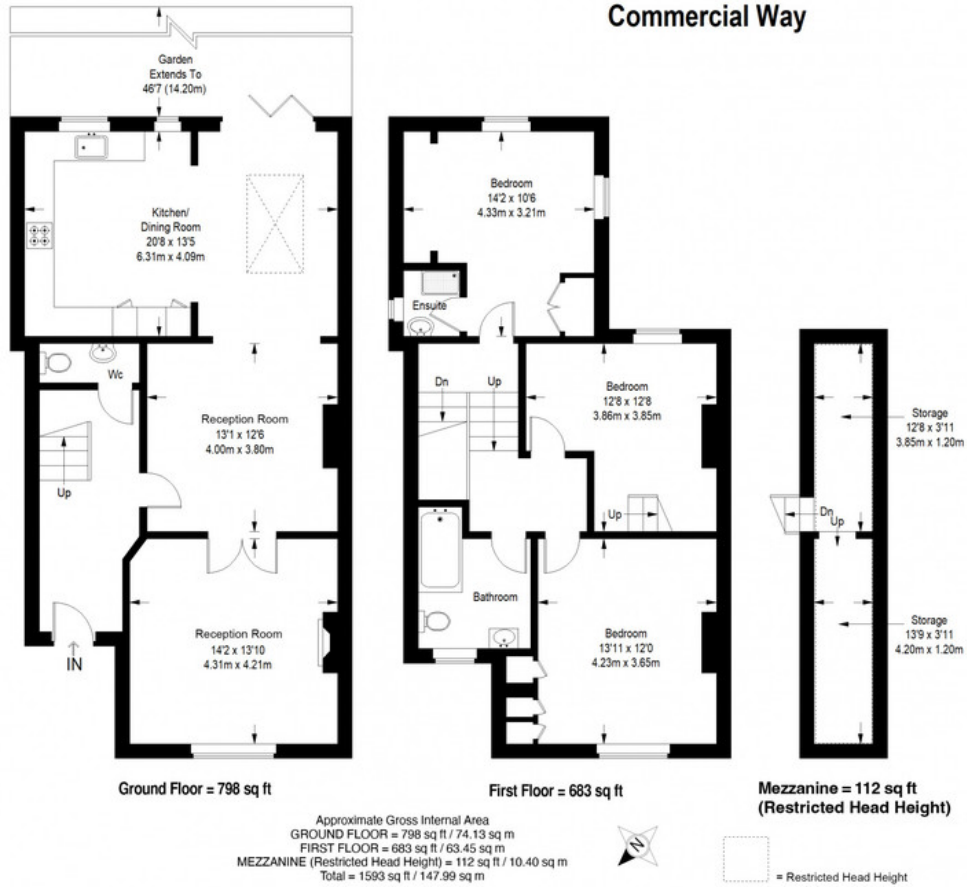 Commercial Way
Garden
Extends To
46'7 (14.20m)
Kitchen/
Dining Room
20'8 x 13'5
6.31m x 4.09m
Wc
Reception Room
13'1 x 12'6
4.00m x 3.80m
Up
Reception Room
14'2 x 13'10
4.31m x 4.21m
IN
Ground Floor = 798 sq ft
Bedroom
14'2 x 10'6
4.33m x 3.21m
Ensuite
Dn
Up
Bedroom
12'8 x 12'8
3.86m x 3.85m
Up
Bathroom
Bedroom
13'11 x 12'0
4.23m x 3.65m
First Floor = 683 sq ft
Storage
12'8 x 3'11
3.85m x 1.20m
Dn
Up
Storage
13'9 x 3'11
4.20m x 1.20m
Mezzanine = 112 sq ft
(Restricted Head Height)
Approximate Gross Internal Area
GROUND FLOOR = 798 sq ft / 74.13 sq m
FIRST FLOOR = 683 sq ft / 63.45 sq m
MEZZANINE (Restricted Head Height) = 112 sq ft / 10.40 sq m
Total = 1593 sq ft / 147.99 sq m
N
= Restricted Head Height